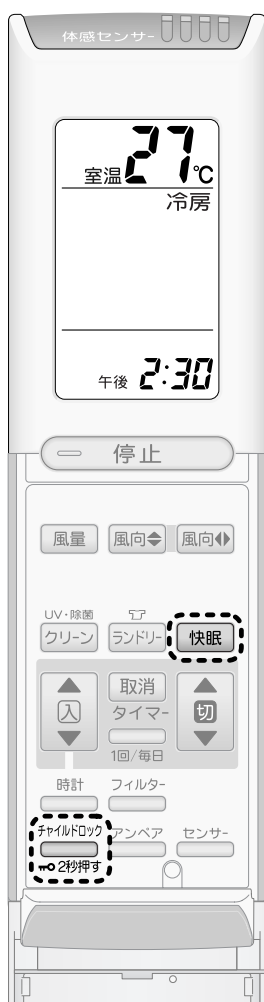 体感センサー
室温27℃
冷房
午後 2:30
停止
風量 風向 風向
UV・除菌
クリーン ランドリー 快眠
入 取消 切
タイマー
1回/毎日
時計 フィルター
チャイルドロック アンペア センサー
2秒押す